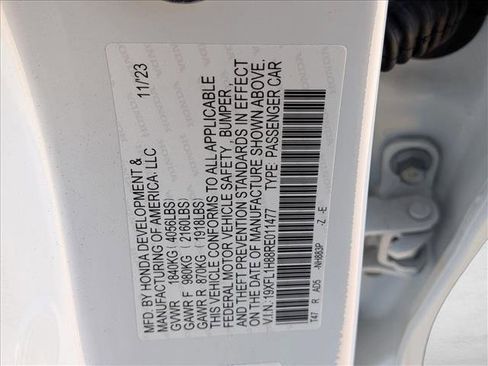 MFD. BY HONDA DEVELOPMENT & 11/23
MANUFACTURING OF AMERICA, LLC
GVWR 1840KG (4056LBS)
GAWR F 980KG (2160LBS)
GAWR R 870KG (1918LBS)
THIS VEHICLE CONFORMS TO ALL APPLICABLE
FEDERAL MOTOR VEHICLE SAFETY, BUMPER,
AND THEFT PREVENTION STANDARDS IN EFFECT
ON THE DATE OF MANUFACTURE SHOWN ABOVE.
V.I.N: 19XFL1H88RE011477 TYPE: PASSENGER CAR
T47 R AD5 -NH883P -Z -E